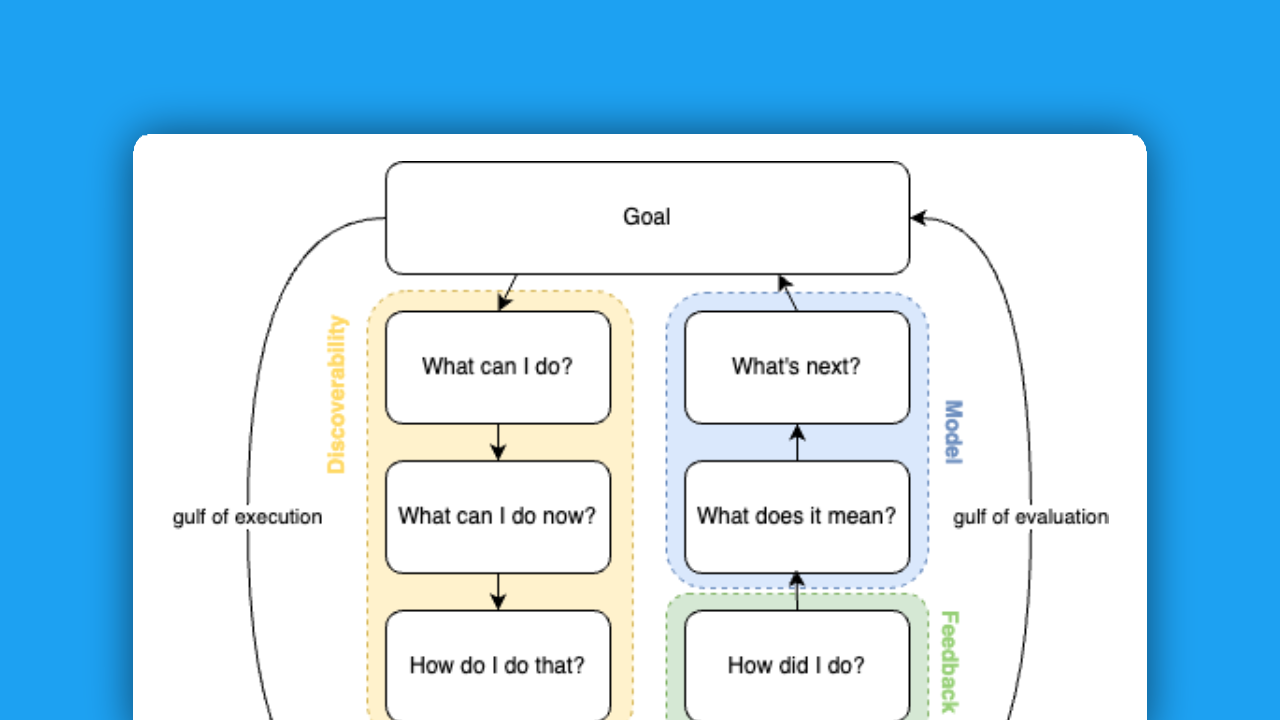 Goal
Discoverability
What can I do?
What's next?
Model
gulf of execution
What can I do now?
What does it mean?
gulf of evaluation
How do I do that?
How did I do?
Feedback